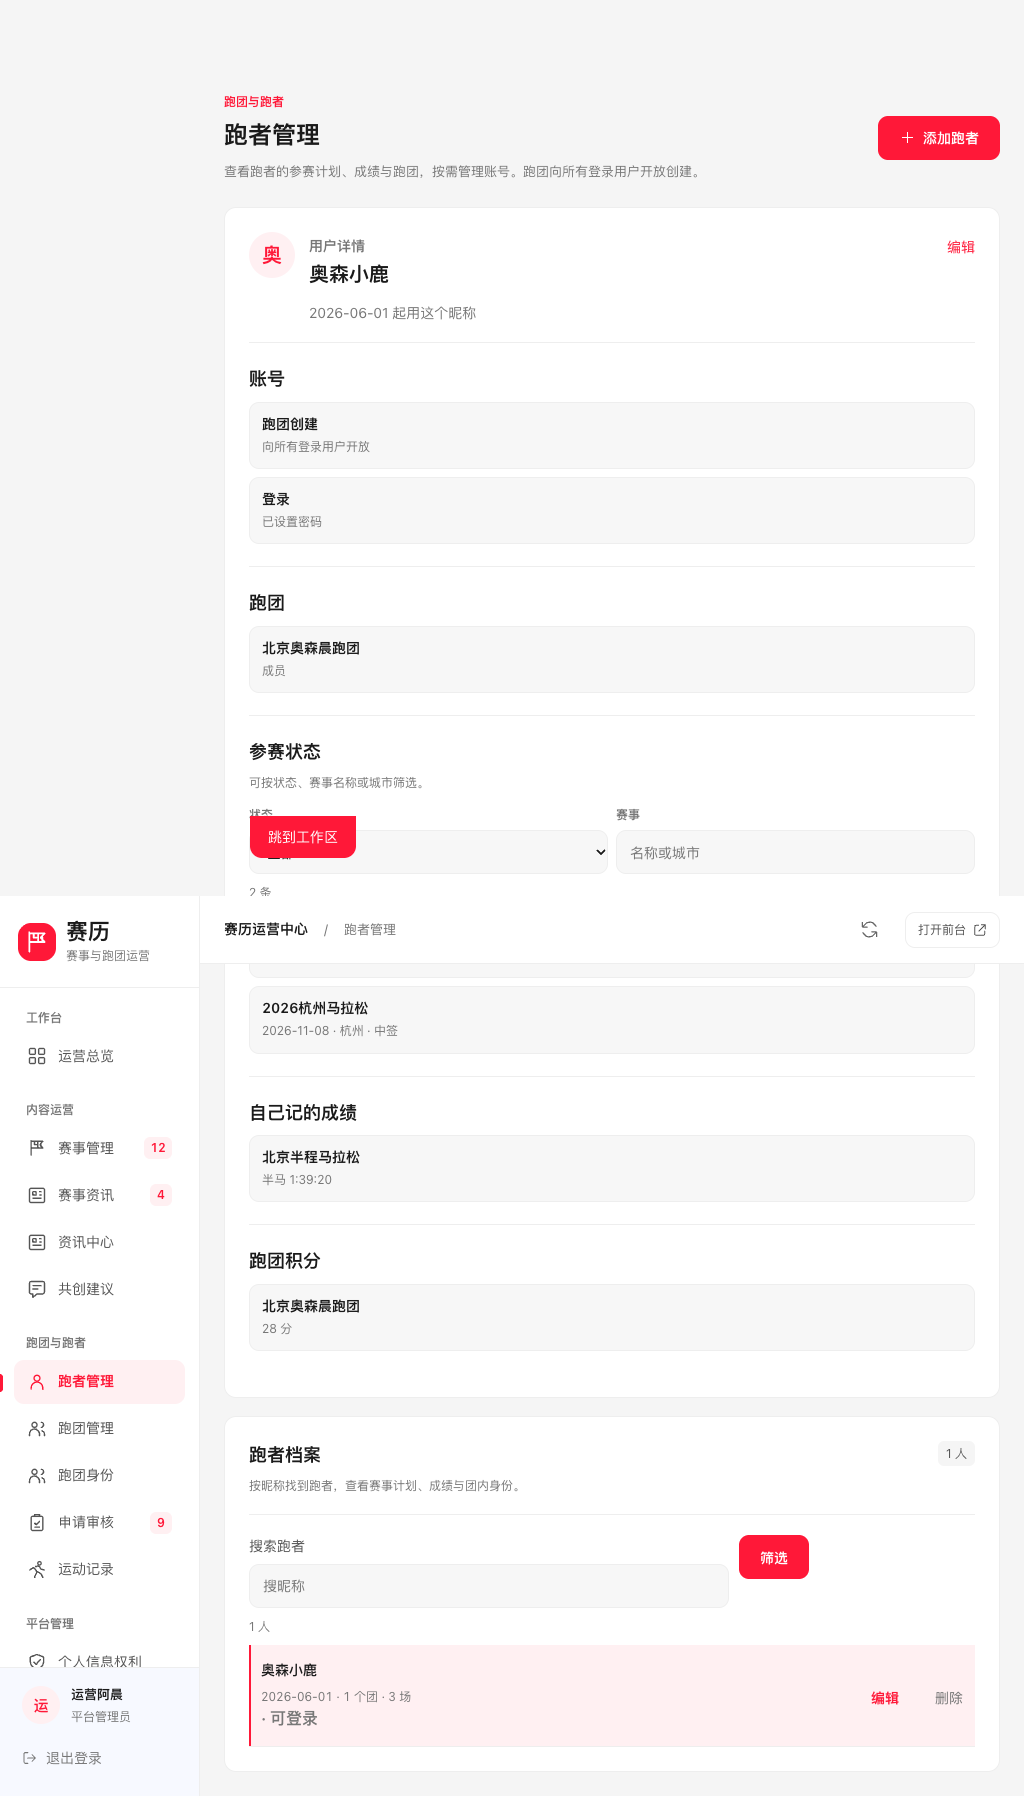 跑团与跑者
跑者管理
查看跑者的参赛计划、成绩与跑团，按需管理账号。跑团向所有登录用户开放创建。
添加跑者
奥
用户详情
奥森小鹿
2026-06-01 起用这个昵称
编辑
账号
跑团创建
向所有登录用户开放
登录
已设置密码
跑团
北京奥森晨跑团
成员
参赛状态
可按状态、赛事名称或城市筛选。
状态
赛事
跳到工作区
名称或城市
2 条
赛历
赛事与跑团运营
赛历运营中心 / 跑者管理
打开前台
工作台
运营总览
内容运营
赛事管理 12
赛事资讯 4
资讯中心
共创建议
跑团与跑者
跑者管理
跑团管理
跑团身份
申请审核 9
运动记录
平台管理
个人信息权利
运
运营阿晨
平台管理员
退出登录
2026杭州马拉松
2026-11-08 · 杭州 · 中签
自己记的成绩
北京半程马拉松
半马 1:39:20
跑团积分
北京奥森晨跑团
28 分
跑者档案
1 人
按昵称找到跑者，查看赛事计划、成绩与团内身份。
搜索跑者
搜昵称
筛选
1 人
奥森小鹿
2026-06-01 · 1 个团 · 3 场
· 可登录
编辑
删除